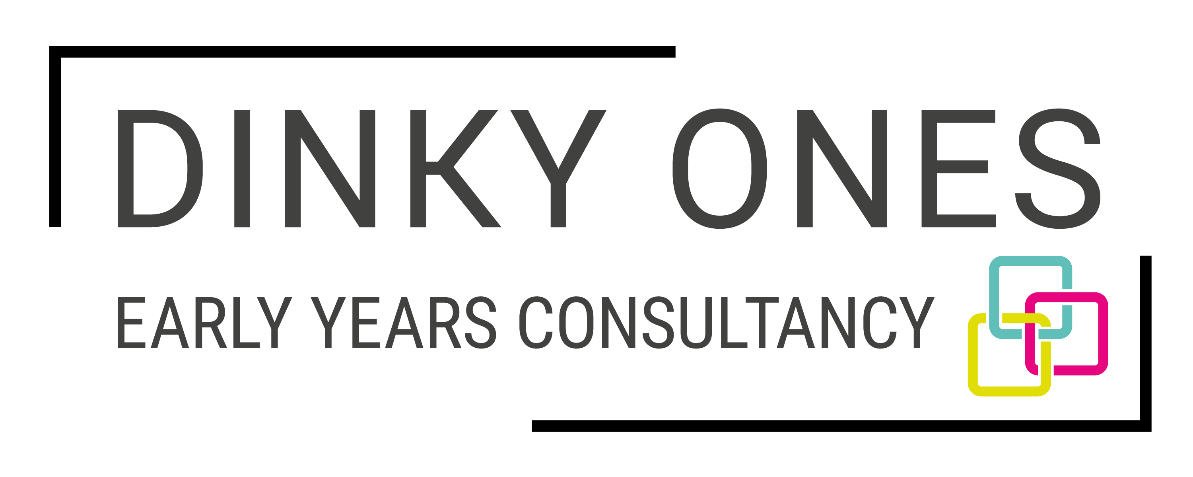 DINKY ONES
EARLY YEARS CONSULTANCY